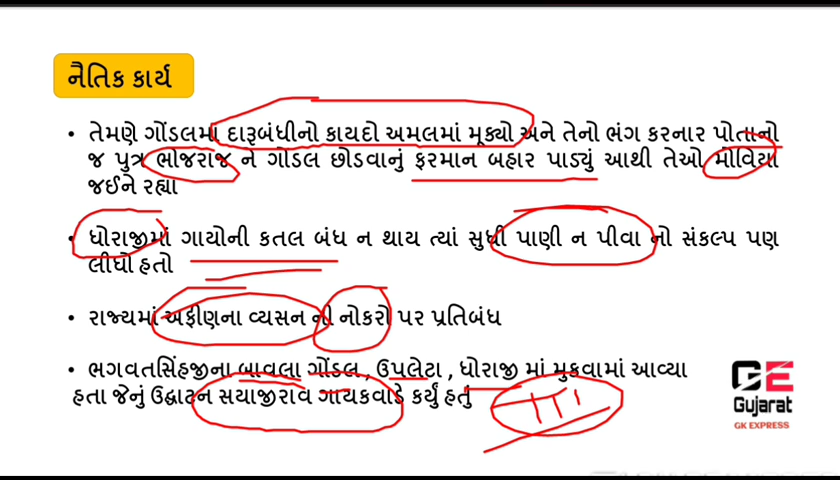 નૈતિક કાર્ય
• તેમણે ગોંડલમાં દારૂબંધીનો કાયદો અમલમાં મૂક્યો અને તેનો ભંગ કરનાર પોતાનો
જ પુત્ર ભોજરાજ ને ગોંડલ છોડવાનું ફરમાન બહાર પાડ્યું આથી તેઓ મોવિયા
જઈને રહ્યા
• ધોરાજીમાં ગાયોની કતલ બંધ ન થાય ત્યાં સુધી પાણી ન પીવા નો સંકલ્પ પણ
લીધો હતો
• રાજ્યમાં અફીણના વ્યસન ની નોકરો પર પ્રતિબંધ
• ભગવતસિંહજીના બાવલા ગોંડલ , ઉપલેટા , ધોરાજી માં મુકવામાં આવ્યા
હતા જેનું ઉદ્ઘાટન સયાજીરાવ ગાયકવાડે કર્યું હતું
GE
Gujarat
GK EXPRESS